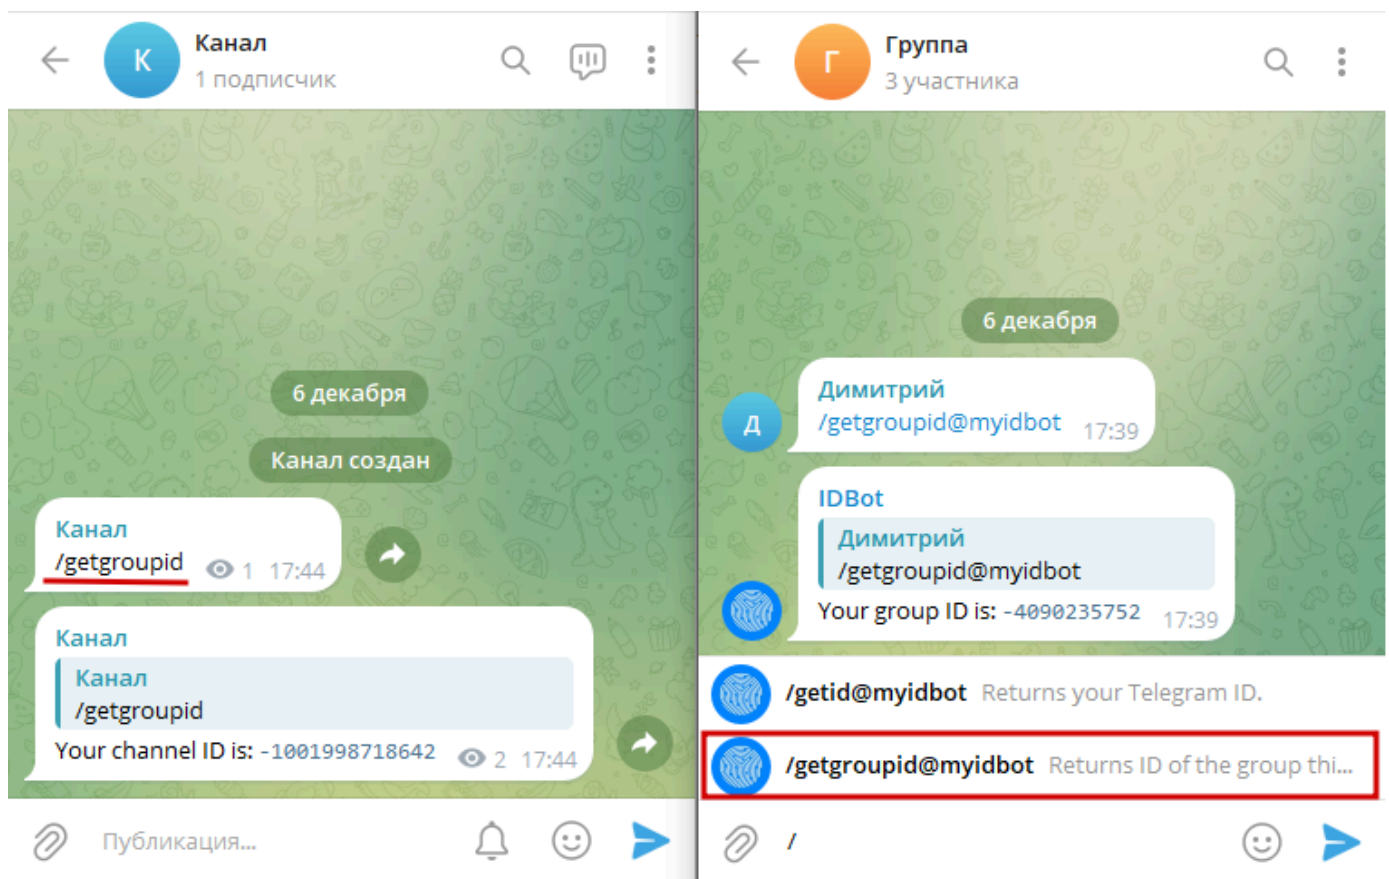 К
Канал
1 подписчик
6 декабря
Канал создан
Канал
/getgroupid 1 17:44
Канал
Канал
/getgroupid
Your channel ID is: -1001998718642 2 17:44
Публикация...
Г
Группа
3 участника
6 декабря
Димитрий
Д
/getgroupid@myidbot 17:39
IDBot
Димитрий
/getgroupid@myidbot
Your group ID is: -4090235752 17:39
/getid@myidbot Returns your Telegram ID.
/getgroupid@myidbot Returns ID of the group thi...
/